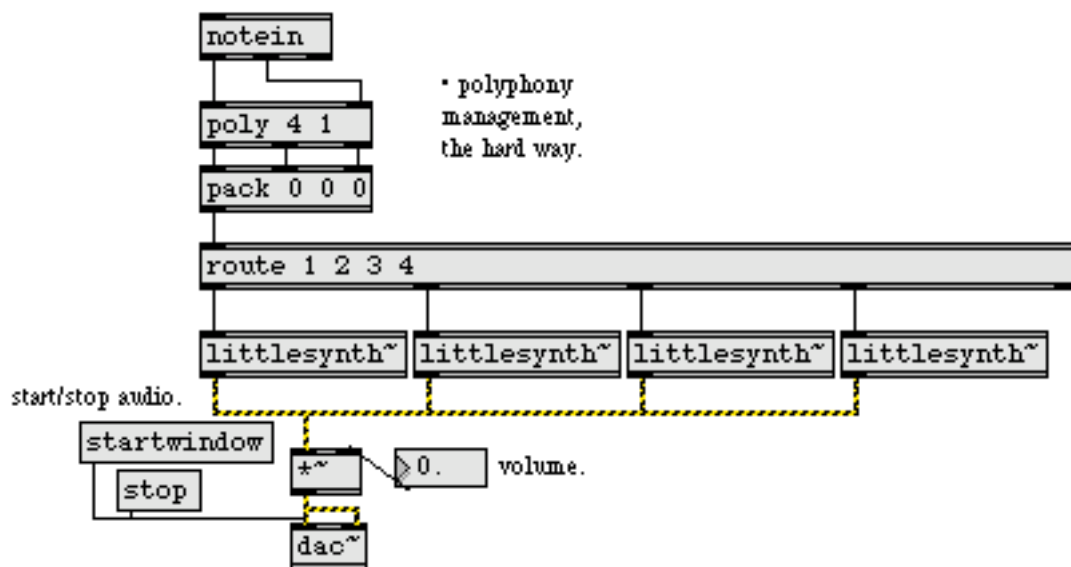 notein
• polyphony
management,
the hard way.
poly 4 1
pack 0 0 0
route 1 2 3 4
littlesynth~ littlesynth~ littlesynth~ littlesynth~
start/stop audio.
startwindow
*~ 0. volume.
stop
dac~